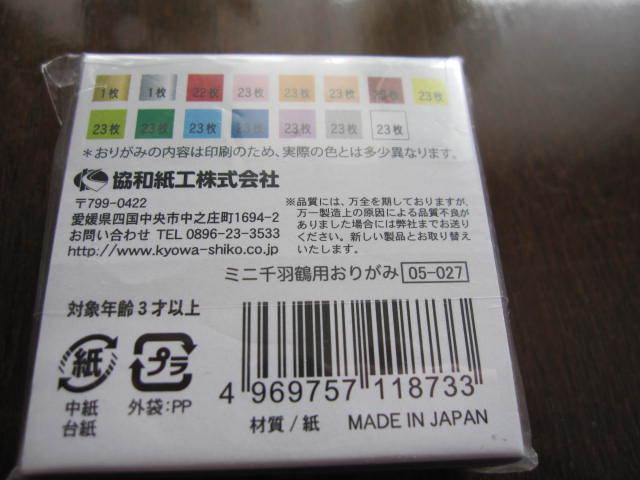 1枚 1枚 22枚 23枚 23枚 23枚 23枚
23枚 23枚 23枚 23枚 23枚 23枚 23枚
*おりがみの内容は印刷のため、実際の色とは多少異なります。
協和紙工株式会社
〒799-0422
愛媛県四国中央市中之庄町1694-2
お問い合わせ TEL 0896-23-3533
http://www.kyowa-shiko.co.jp
※品質には、万全を期しておりますが、
万一製造上の原因による品質不良が
ありました場合には弊社までお送り
ください。新しい製品とお取り替え
いたします。
ミニ千羽鶴用おりがみ 05-027
対象年齢3才以上
紙
中紙
台紙
プラ
外袋:PP
4 969757 118733
材質/紙 MADE IN JAPAN